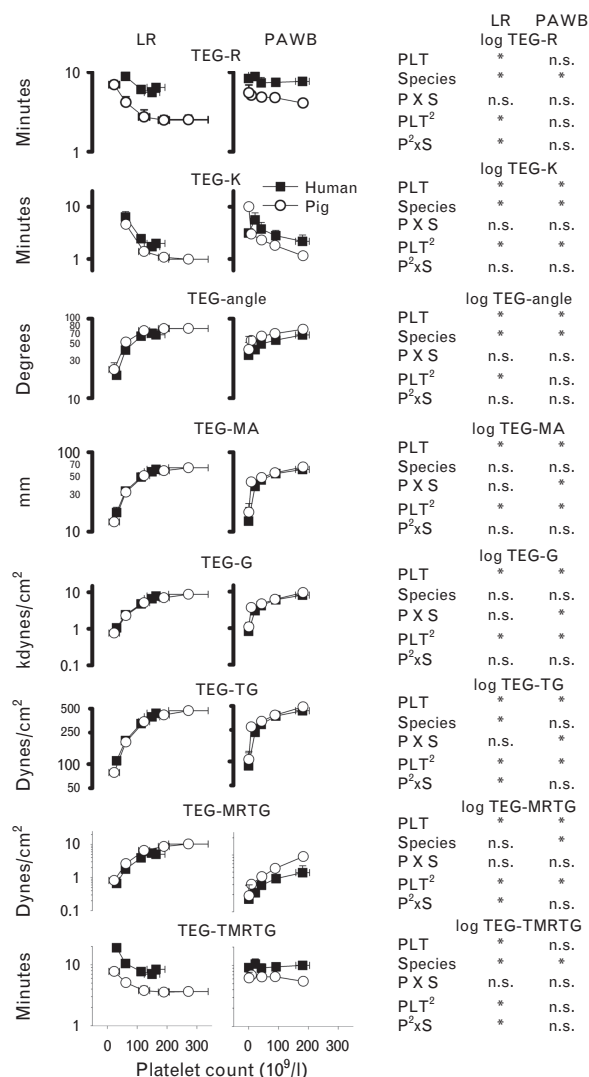 LR PAWB
TEG-R
10
1
Minutes
TEG-K
Human
Pig
10
1
Minutes
TEG-angle
100
70
50
30
10
Degrees
TEG-MA
100
70
50
30
10
mm
TEG-G
10
1
0.1
kdynes/cm²
TEG-TG
500
250
100
50
Dynes/cm²
TEG-MRTG
10
1
0.1
Dynes/cm²
TEG-TMRTG
10
1
Minutes
0 100 200 300 0 100 200 300
Platelet count (10⁹/l)
LR PAWB
log TEG-R
PLT * n.s.
Species * *
P X S n.s. n.s.
PLT² * n.s.
P²xS * n.s.
log TEG-K
PLT * *
Species * *
P X S n.s. n.s.
PLT² * *
P²xS n.s. n.s.
log TEG-angle
PLT * *
Species * *
P X S n.s. n.s.
PLT² * n.s.
P²xS n.s. n.s.
log TEG-MA
PLT * *
Species n.s. n.s.
P X S n.s. *
PLT² * *
P²xS n.s. n.s.
log TEG-G
PLT * *
Species n.s. n.s.
P X S n.s. *
PLT² * *
P²xS n.s. n.s.
log TEG-TG
PLT * *
Species * n.s.
P X S n.s. *
PLT² * *
P²xS * n.s.
log TEG-MRTG
PLT * *
Species n.s. *
P X S n.s. n.s.
PLT² * *
P²xS * n.s.
log TEG-TMRTG
PLT * n.s.
Species * *
P X S n.s. n.s.
PLT² * n.s.
P²xS * n.s.